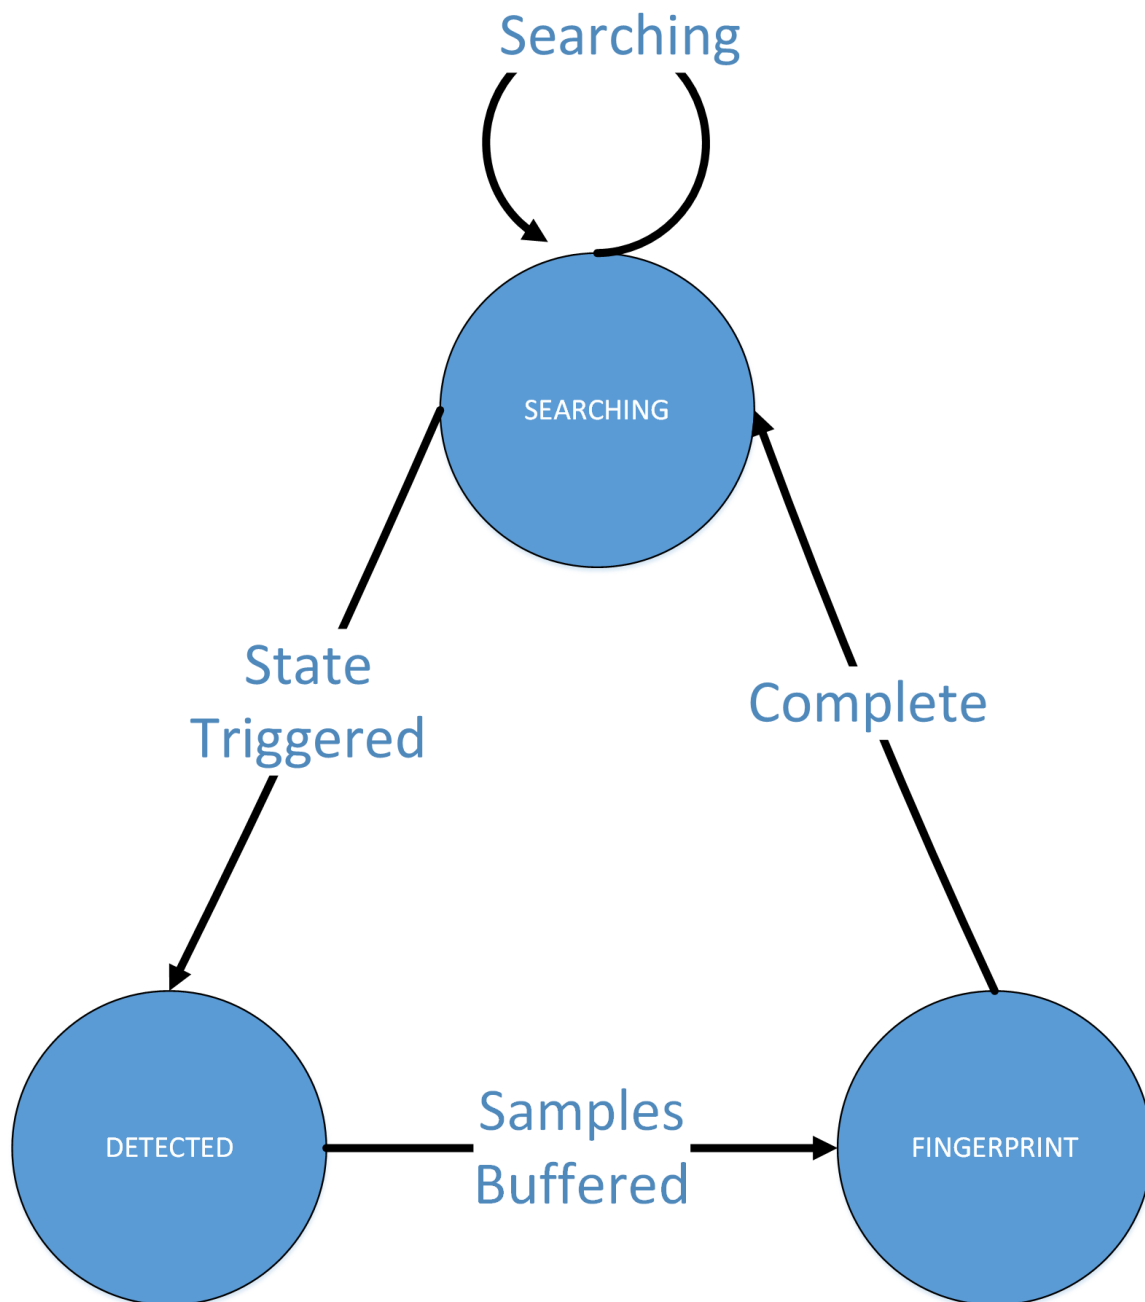 Searching
SEARCHING
State
Triggered
Complete
Samples
Buffered
DETECTED
FINGERPRINT